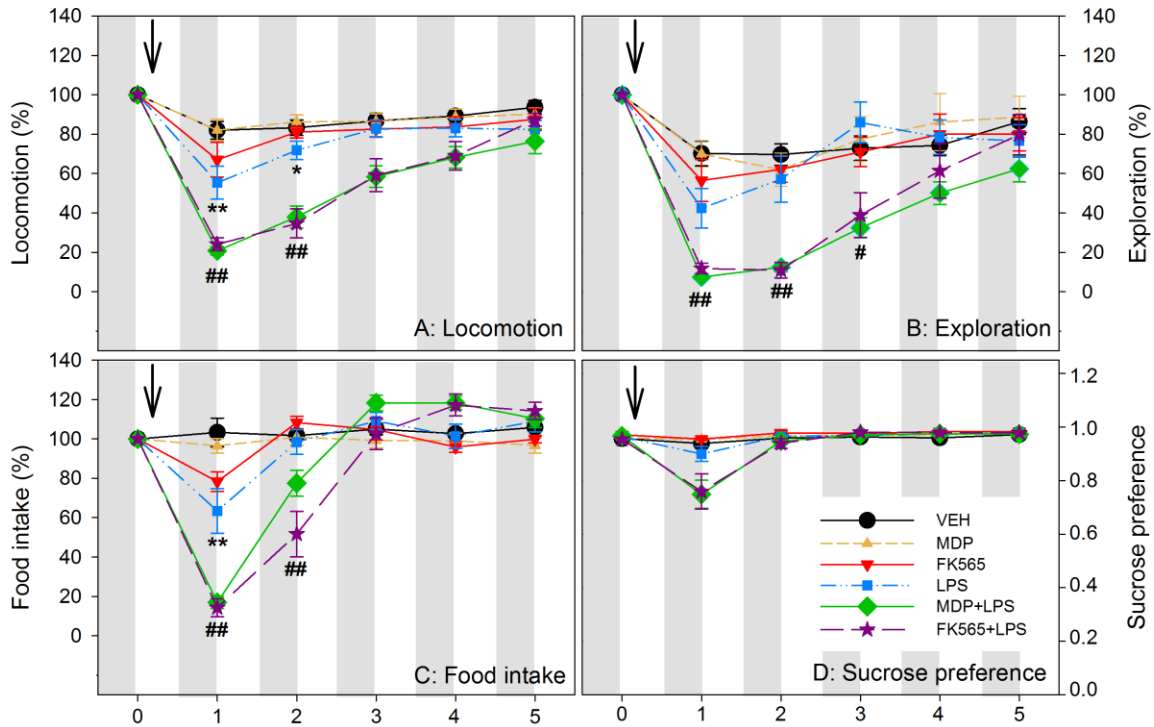 140
120
100
80
60
40
20
0
Locomotion (%)
**
##
*
##
A: Locomotion
##
##
#
B: Exploration
140
120
100
80
60
40
20
0
Exploration (%)
140
120
100
80
60
40
20
0
Food intake (%)
**
##
##
C: Food intake
0 1 2 3 4 5
VEH
MDP
FK565
LPS
MDP+LPS
FK565+LPS
D: Sucrose preference
0 1 2 3 4 5
1.2
1.0
0.8
0.6
0.4
0.2
0.0
Sucrose preference